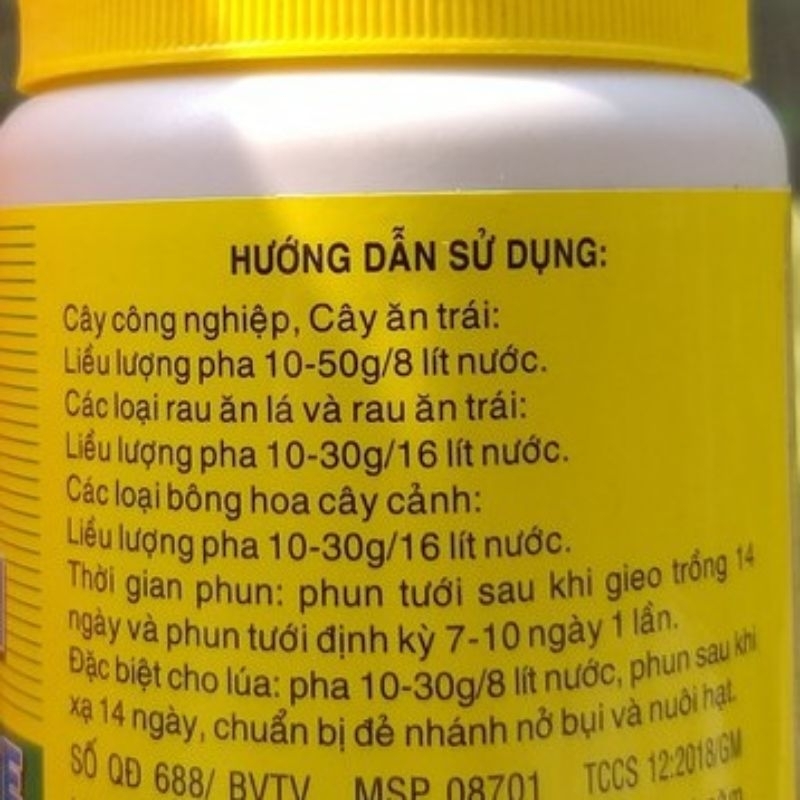 HƯỚNG DẪN SỬ DỤNG:
Cây công nghiệp, Cây ăn trái:
Liều lượng pha 10-50g/8 lít nước.
Các loại rau ăn lá và rau ăn trái:
Liều lượng pha 10-30g/16 lít nước.
Các loại bông hoa cây cảnh:
Liều lượng pha 10-30g/16 lít nước.
Thời gian phun: phun tưới sau khi gieo trồng 14
ngày và phun tưới định kỳ 7-10 ngày 1 lần.
Đặc biệt cho lúa: pha 10-30g/8 lít nước, phun sau khi
xạ 14 ngày, chuẩn bị đẻ nhánh nở bụi và nuôi hạt.
SỐ QĐ 688/ BVTV MSP 08701 TCCS 12:2018/GM